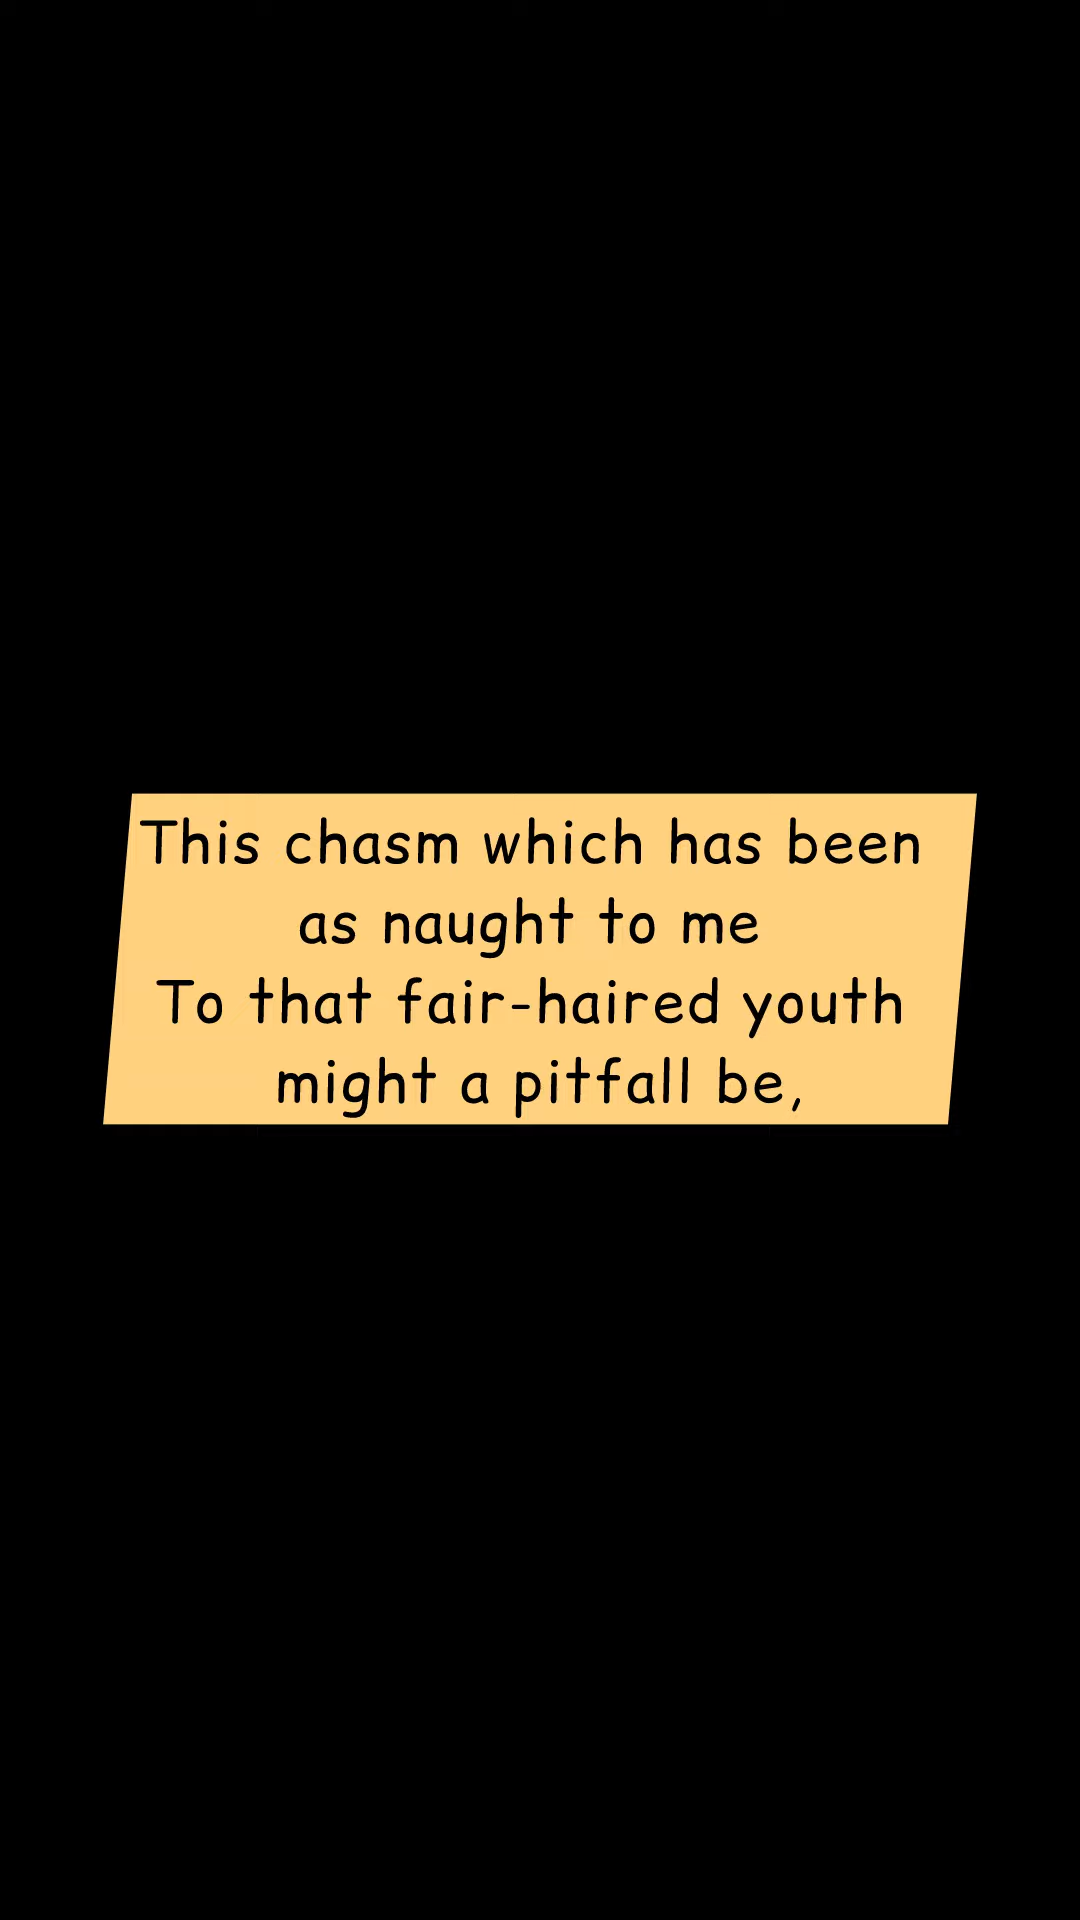 This chasm which has been
as naught to me
To that fair-haired youth
might a pitfall be,